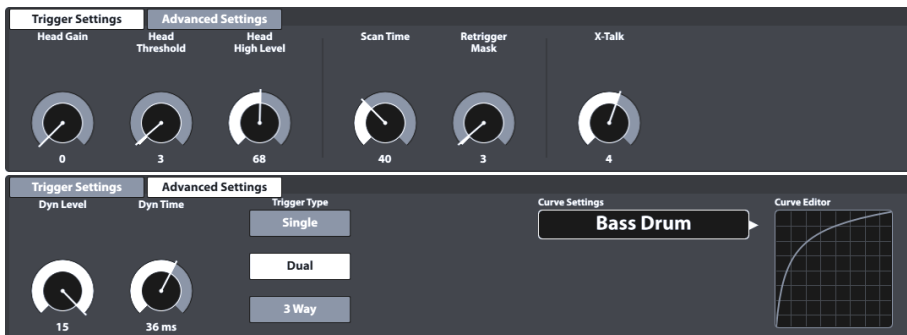 Trigger Settings Advanced Settings
Head Gain Head Threshold Head High Level Scan Time Retrigger Mask X-Talk
0 3 68 40 3 4
Trigger Settings Advanced Settings
Dyn Level Dyn Time Trigger Type Curve Settings Curve Editor
Single Bass Drum
Dual
3 Way
15 36 ms